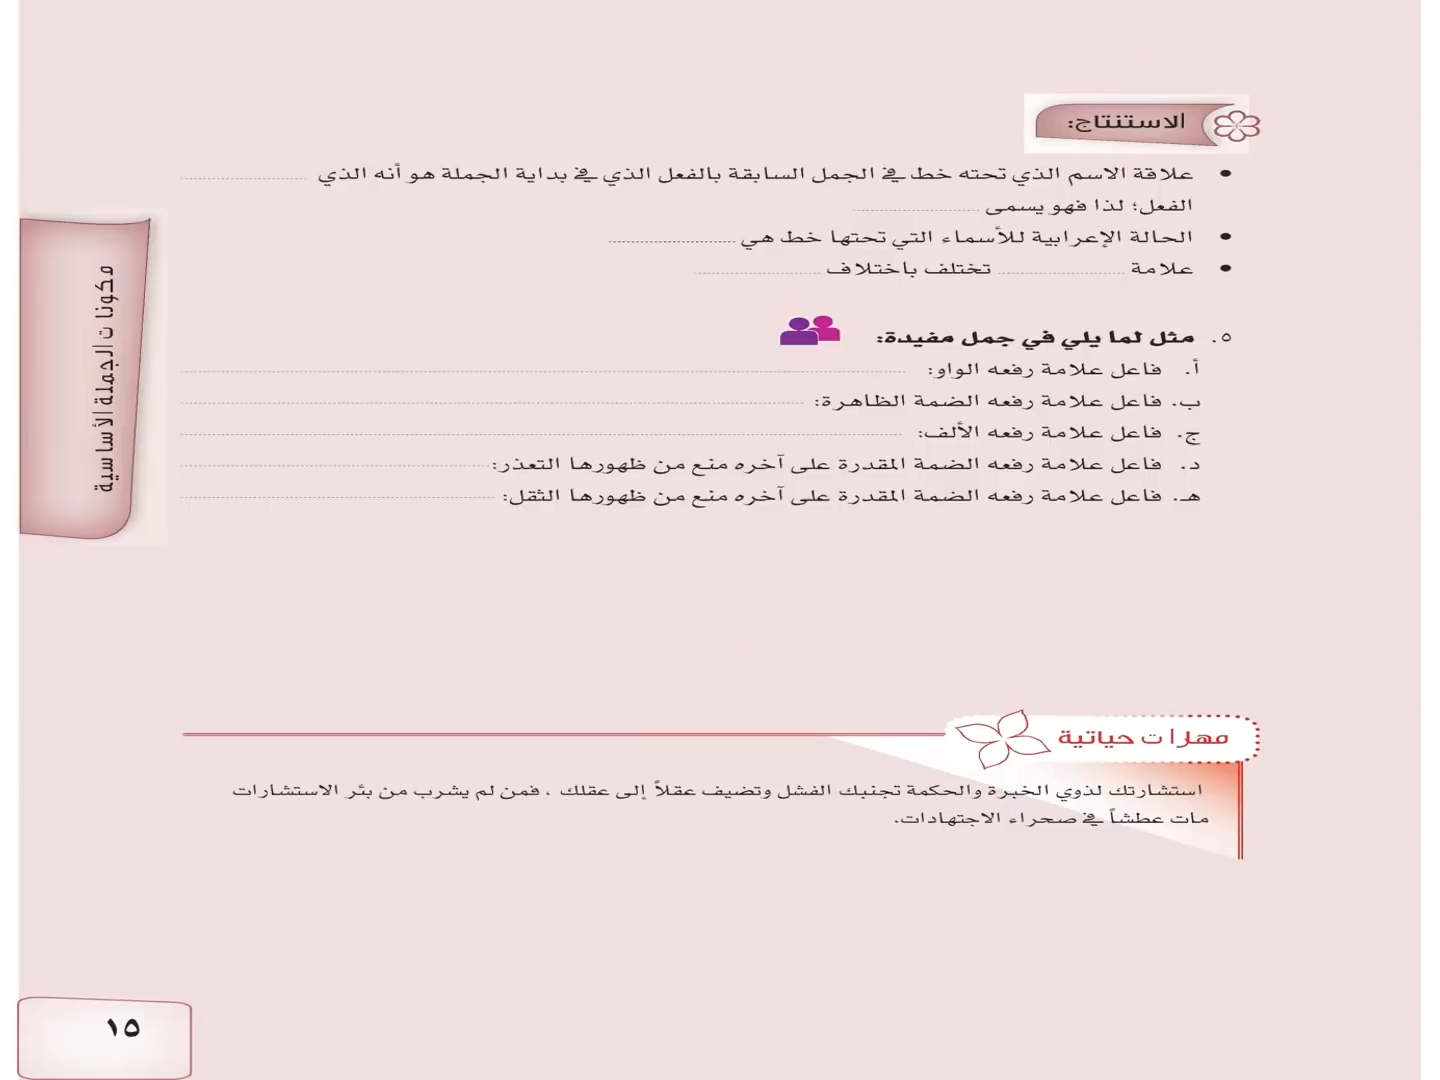 الاستنتاج:
• علاقة الاسم الذي تحته خط في الجمل السابقة بالفعل الذي في بداية الجملة هو أنه الذي ........
الفعل؛ لذا فهو يسمى ........
• الحالة الإعرابية للأسماء التي تحتها خط هي ........
• علامة ........ تختلف باختلاف ........
٥. مثل لما يلي في جمل مفيدة:
أ. فاعل علامة رفعه الواو: ........
ب. فاعل علامة رفعه الضمة الظاهرة: ........
ج. فاعل علامة رفعه الألف: ........
د. فاعل علامة رفعه الضمة المقدرة على آخره منع من ظهورها التعذر: ........
هـ. فاعل علامة رفعه الضمة المقدرة على آخره منع من ظهورها الثقل: ........
مكونات الجملة الأساسية
مهارات حياتية
استشارتك لذوي الخبرة والحكمة تجنبك الفشل وتضيف عقلاً إلى عقلك ، فمن لم يشرب من بئر الاستشارات
مات عطشاً في صحراء الاجتهادات.
١٥